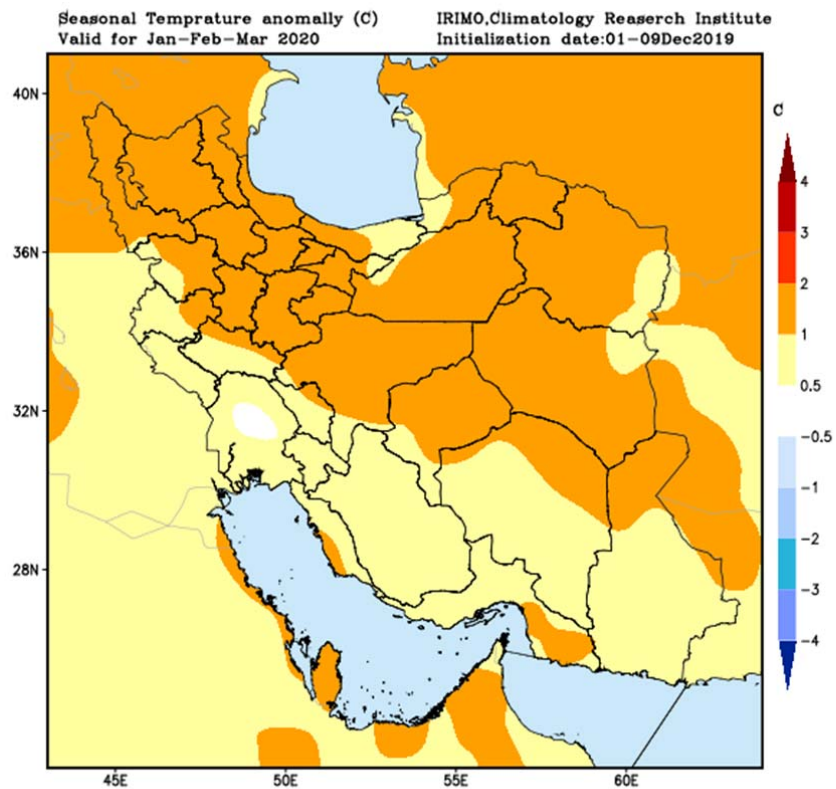 Seasonal Temprature anomally (C)
IRIMO,Climatology Reaserch Institute
Valid for Jan-Feb-Mar 2020
Initialization date:01-09Dec2019
C
40N
36N
32N
28N
45E
50E
55E
60E
4
3
2
1
0.5
-0.5
-1
-2
-3
-4